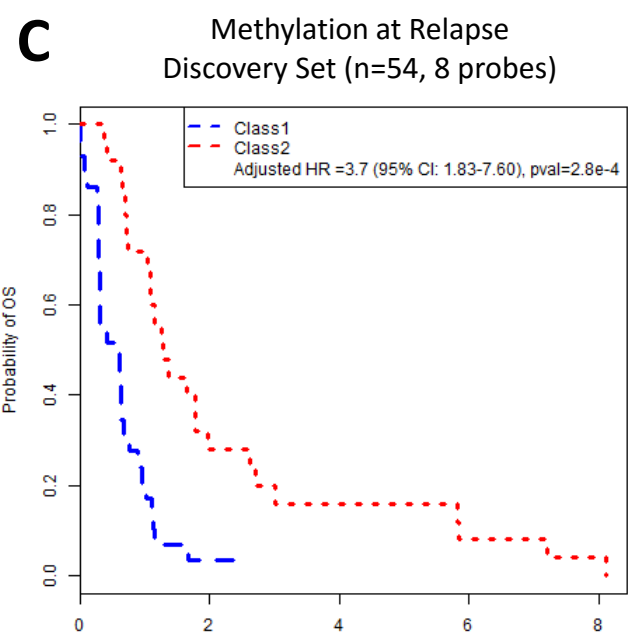 C
Methylation at Relapse
Discovery Set (n=54, 8 probes)
Class1
Class2
Adjusted HR =3.7 (95% CI: 1.83-7.60), pval=2.8e-4
Probability of OS
1.0
0.8
0.6
0.4
0.2
0.0
0 2 4 6 8